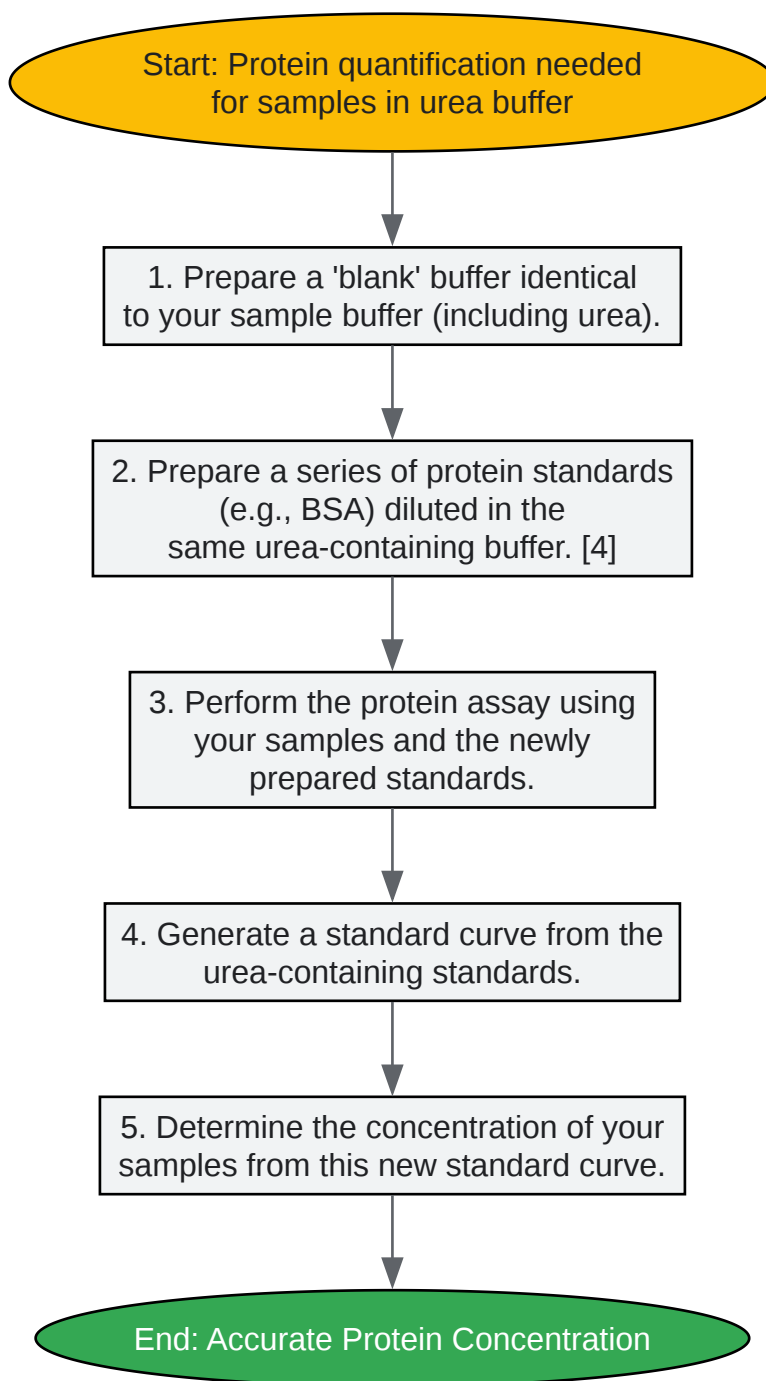 Start: Protein quantification needed
for samples in urea buffer
1. Prepare a 'blank' buffer identical
to your sample buffer (including urea).
2. Prepare a series of protein standards
(e.g., BSA) diluted in the
same urea-containing buffer. [4]
3. Perform the protein assay using
your samples and the newly
prepared standards.
4. Generate a standard curve from the
urea-containing standards.
5. Determine the concentration of your
samples from this new standard curve.
End: Accurate Protein Concentration